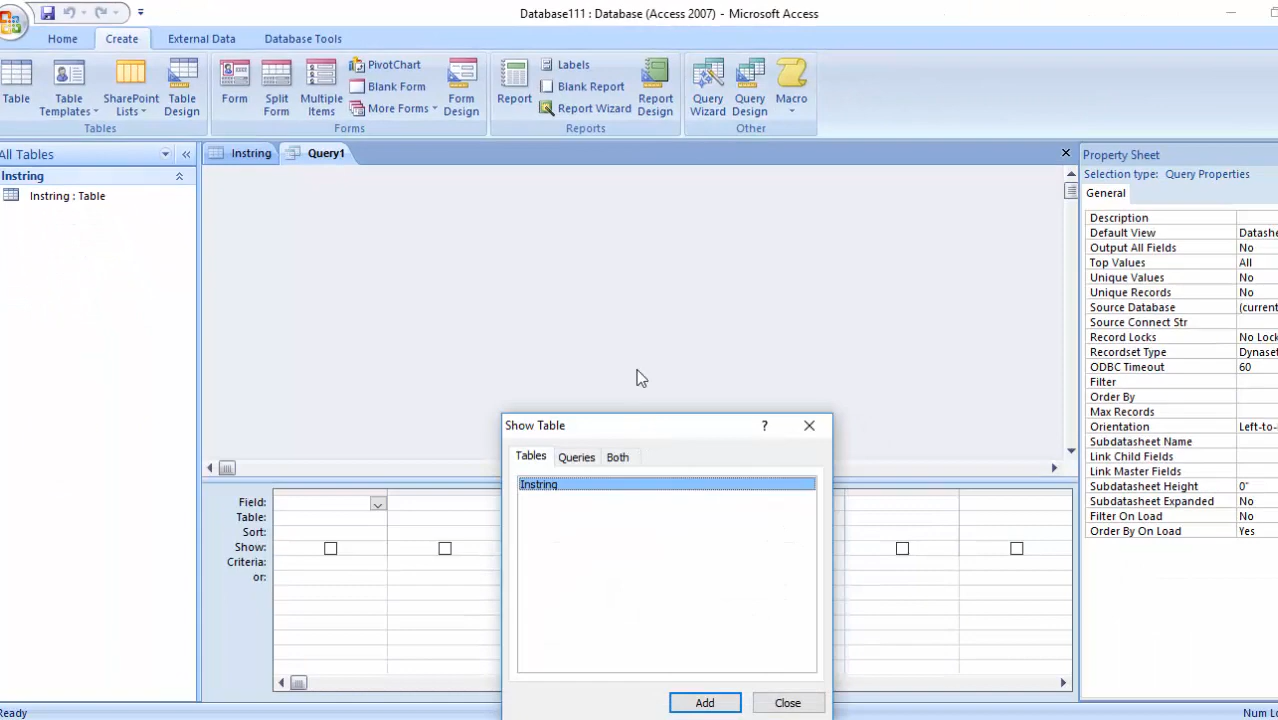 Database111 : Database (Access 2007) - Microsoft Access
Home Create External Data Database Tools
Table
Table Templates
SharePoint Lists
Table Design
Tables
Form
Split Form
Multiple Items
PivotChart
Blank Form
More Forms
Form Design
Forms
Report
Labels
Blank Report
Report Wizard
Report Design
Reports
Query Wizard
Query Design
Macro
Other
All Tables
Instring
Instring : Table
Instring Query1
Field:
Table:
Sort:
Show:
Criteria:
or:
Show Table ?
Tables Queries Both
Instring
Add Close
Property Sheet
Selection type: Query Properties
General
Description
Default View Datashe
Output All Fields No
Top Values All
Unique Values No
Unique Records No
Source Database (current
Source Connect Str
Record Locks No Lock
Recordset Type Dynaset
ODBC Timeout 60
Filter
Order By
Max Records
Orientation Left-to-
Subdatasheet Name
Link Child Fields
Link Master Fields
Subdatasheet Height 0"
Subdatasheet Expanded No
Filter On Load No
Order By On Load Yes
Ready
Num Lo